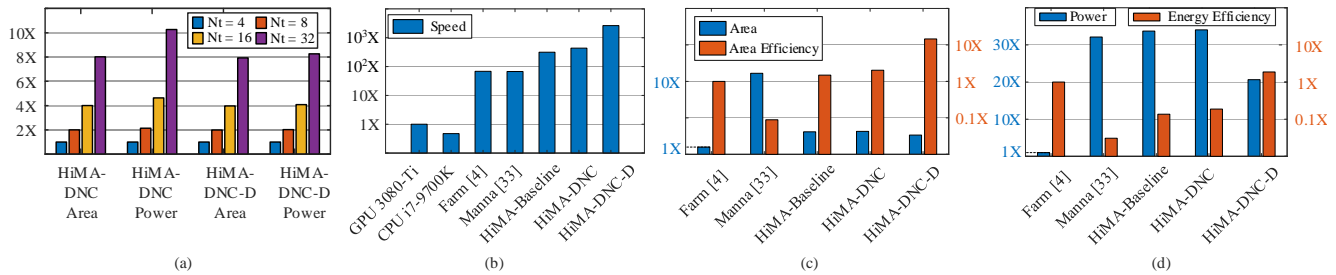 Nt = 4
Nt = 8
Nt = 16
Nt = 32
10X
8X
6X
4X
2X
HiMA-
DNC
Area
HiMA-
DNC
Power
HiMA-
DNC-D
Area
HiMA-
DNC-D
Power
(a)
Speed
10³X
10²X
10X
1X
GPU 3080-Ti
CPU i7-9700K
Farm [4]
Manna [33]
HiMA-Baseline
HiMA-DNC
HiMA-DNC-D
(b)
Area
Area Efficiency
10X
1X
10X
1X
0.1X
Farm [4]
Manna [33]
HiMA-Baseline
HiMA-DNC
HiMA-DNC-D
(c)
Power
Energy Efficiency
30X
20X
10X
1X
10X
1X
0.1X
Farm [4]
Manna [33]
HiMA-Baseline
HiMA-DNC
HiMA-DNC-D
(d)